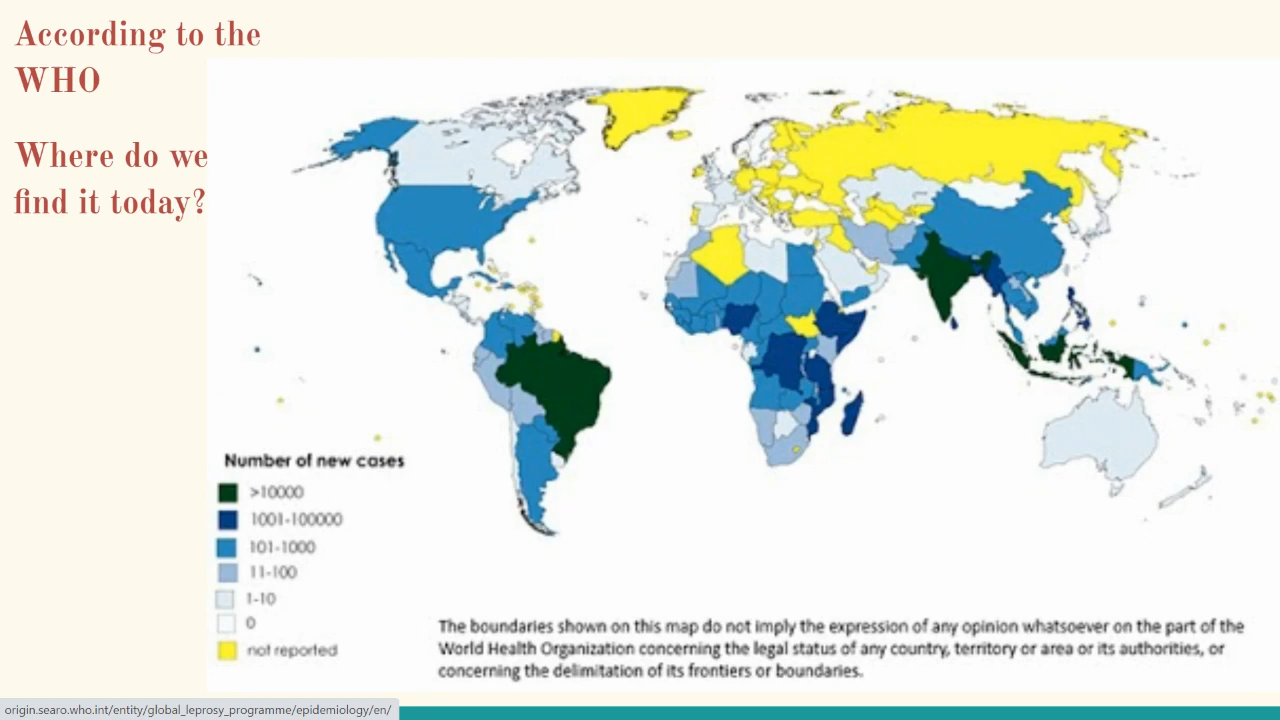 According to the
WHO
Where do we
find it today?
Number of new cases
>10000
1001-100000
101-1000
11-100
1-10
0
not reported
The boundaries shown on this map do not imply the expression of any opinion whatsoever on the part of the
World Health Organization concerning the legal status of any country, territory or area or its authorities, or
concerning the delimitation of its frontiers or boundaries.
origin.searo.who.int/entity/global_leprosy_programme/epidemiology/en/